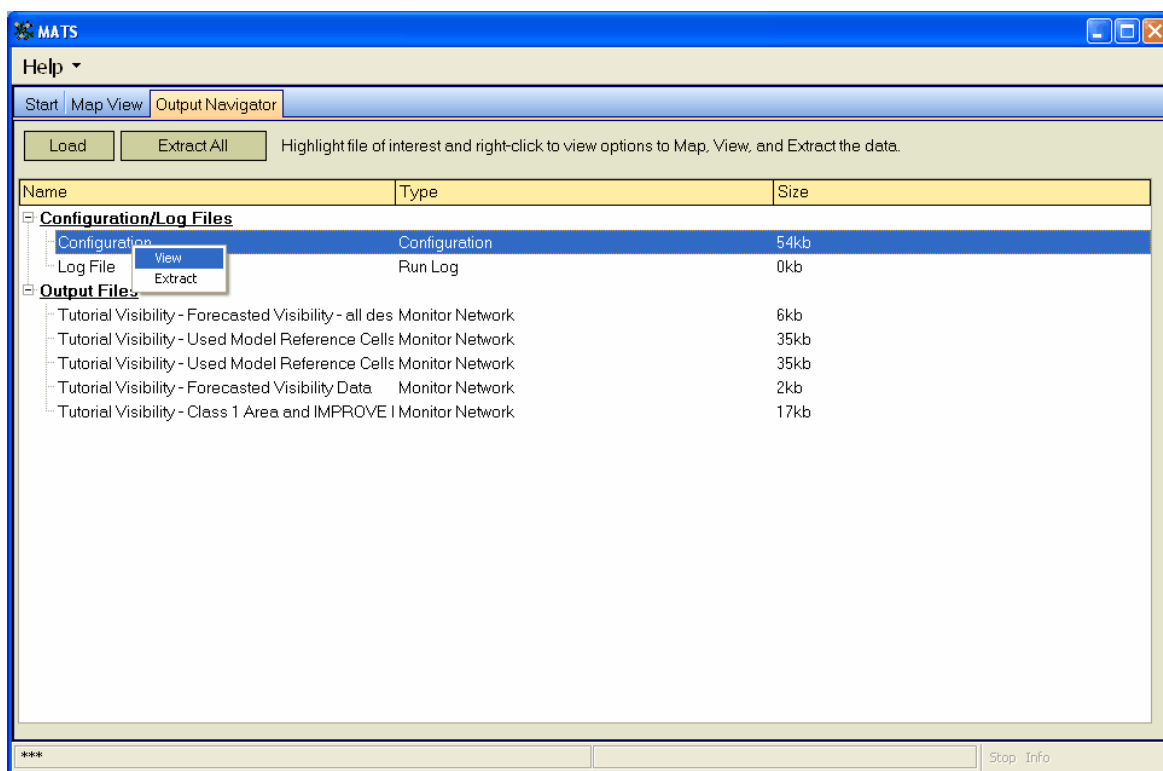 MATS
Help
Start Map View Output Navigator
Load Extract All Highlight file of interest and right-click to view options to Map, View, and Extract the data.
Name Type Size
Configuration/Log Files
Configuration Configuration 54kb
View
Log File Run Log 0kb
Extract
Output Files
Tutorial Visibility - Forecasted Visibility - all des Monitor Network 6kb
Tutorial Visibility - Used Model Reference Cells Monitor Network 35kb
Tutorial Visibility - Used Model Reference Cells Monitor Network 35kb
Tutorial Visibility - Forecasted Visibility Data Monitor Network 2kb
Tutorial Visibility - Class 1 Area and IMPROVE Monitor Network 17kb
*** Stop Info